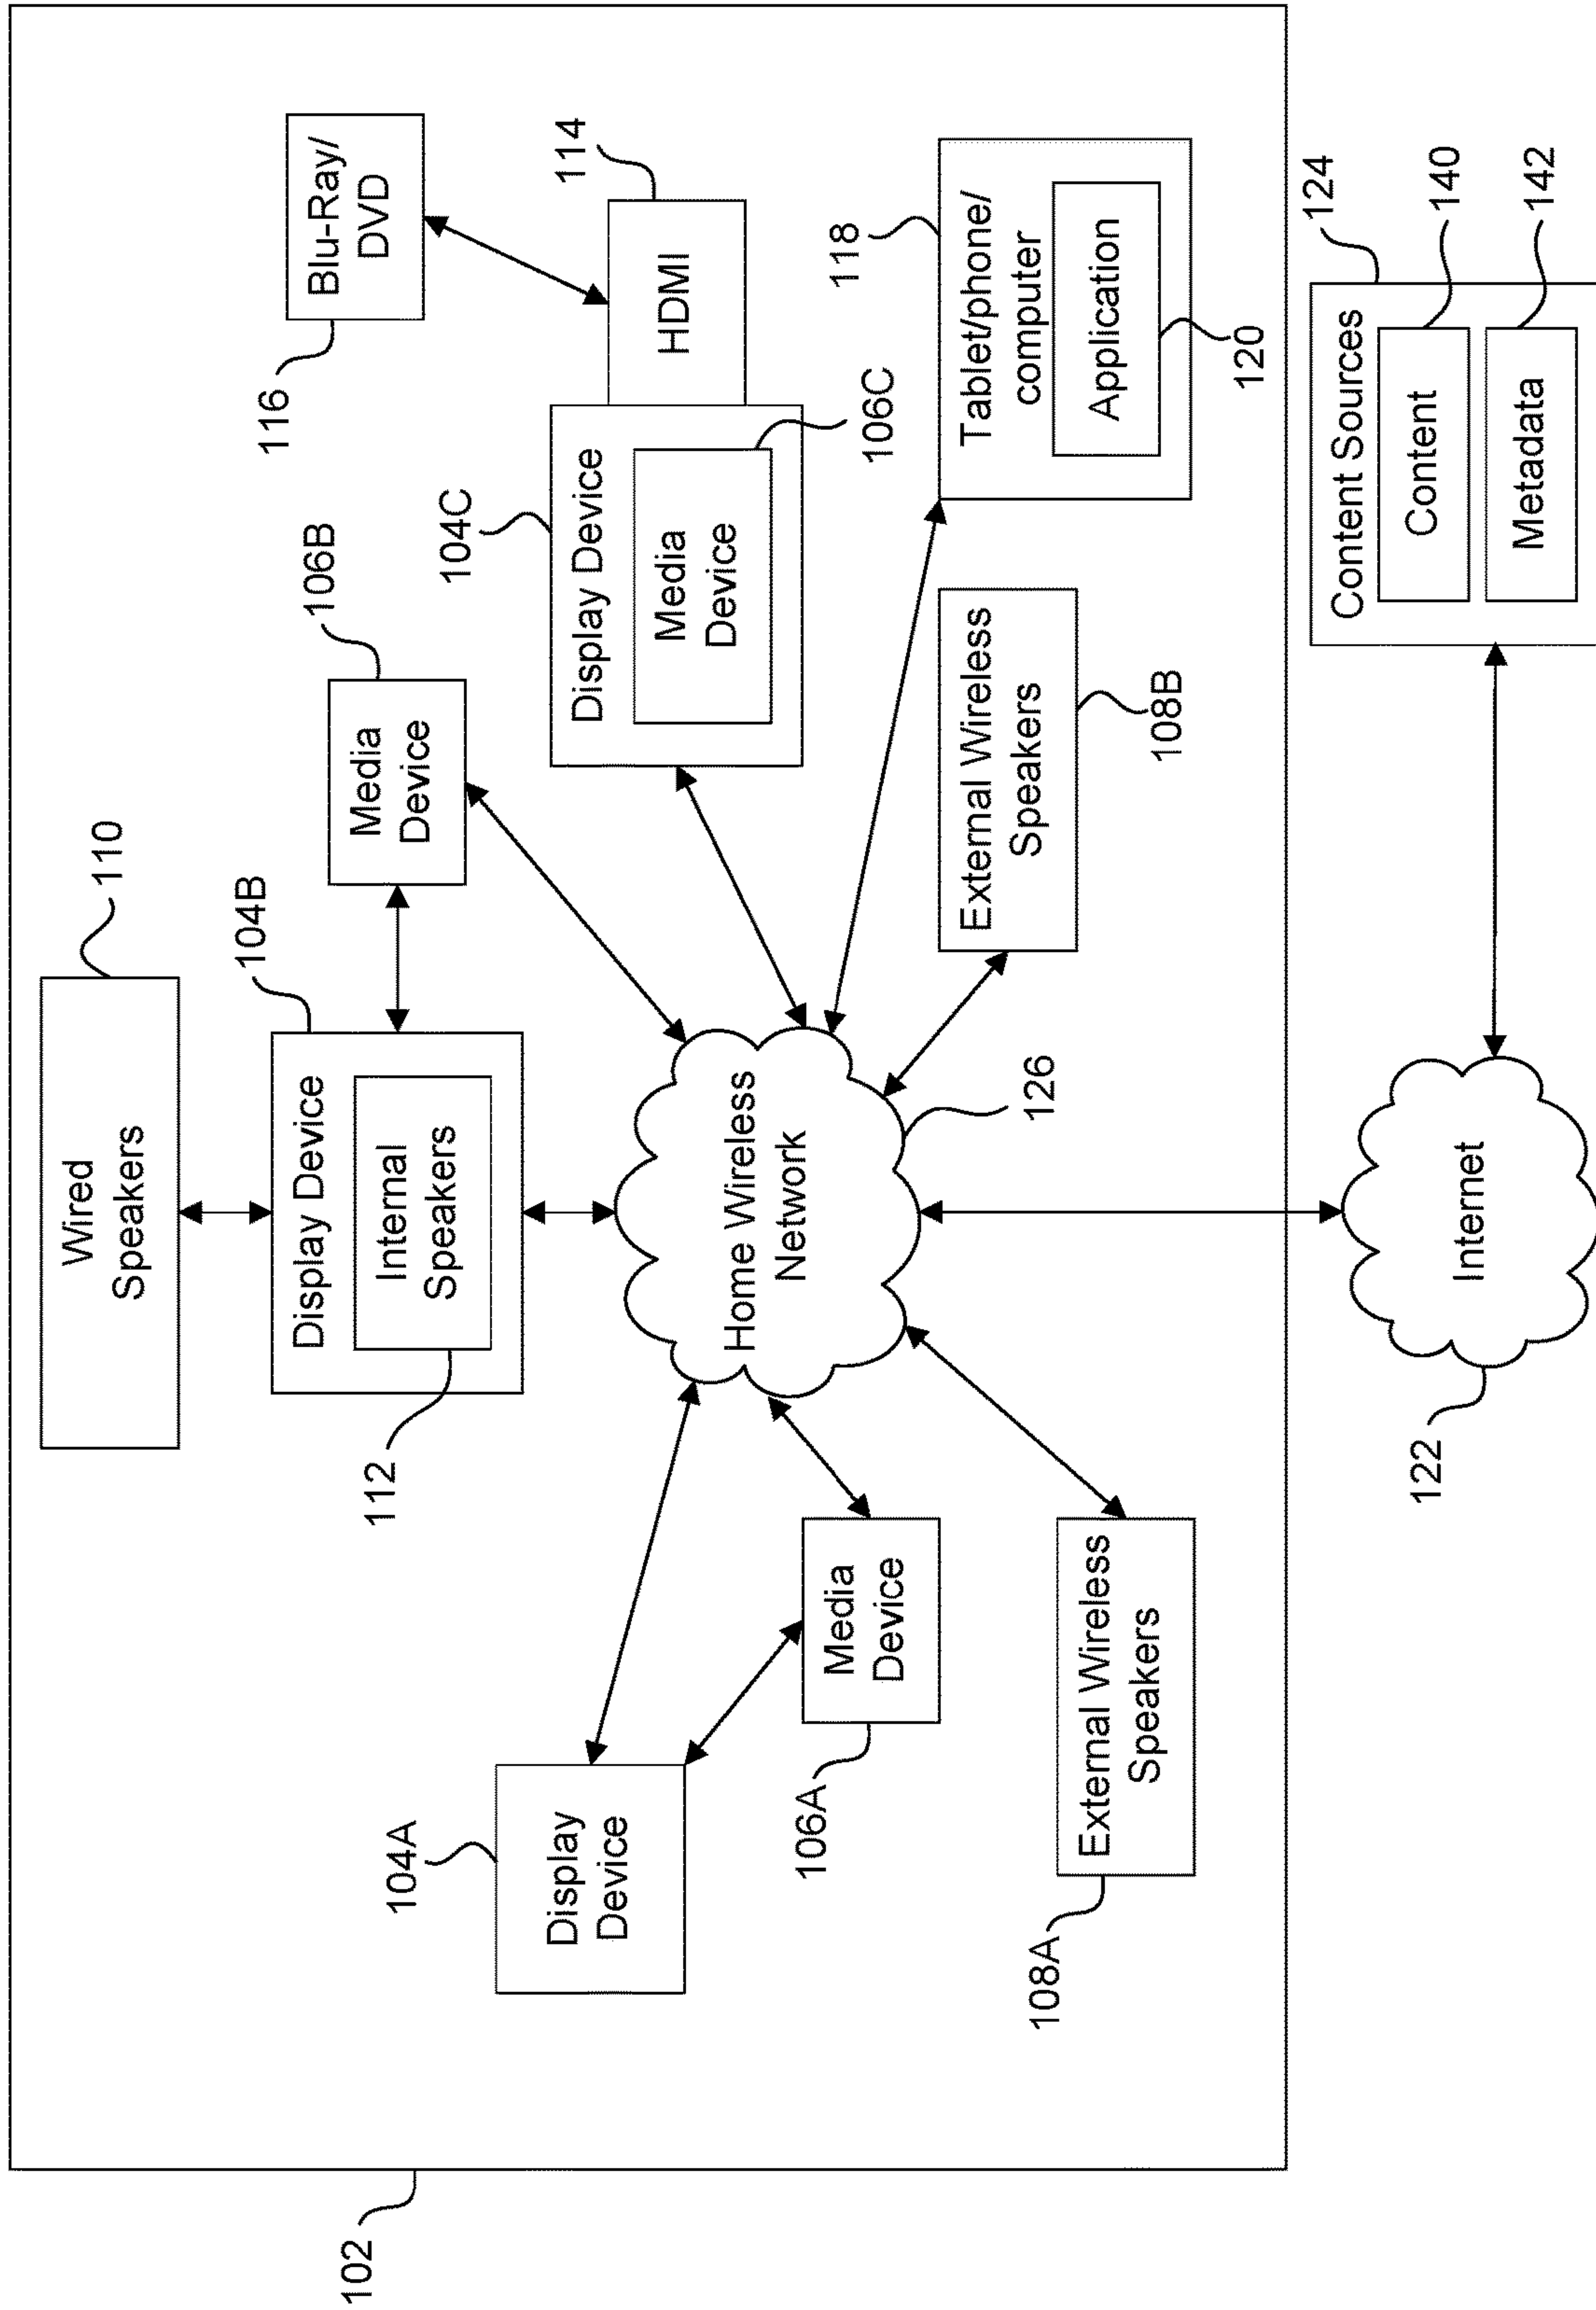 102
Wired
Speakers
110
104B
Display Device
Internal
Speakers
112
106B
Media
Device
116
Blu-Ray/
DVD
104C
Display Device
Media
Device
106C
HDMI
114
104A
Display
Device
106A
Media
Device
108A
External Wireless
Speakers
Home Wireless
Network
126
External Wireless
Speakers
108B
118
Tablet/phone/
computer
Application
120
122
Internet
124
Content Sources
Content
140
Metadata
142